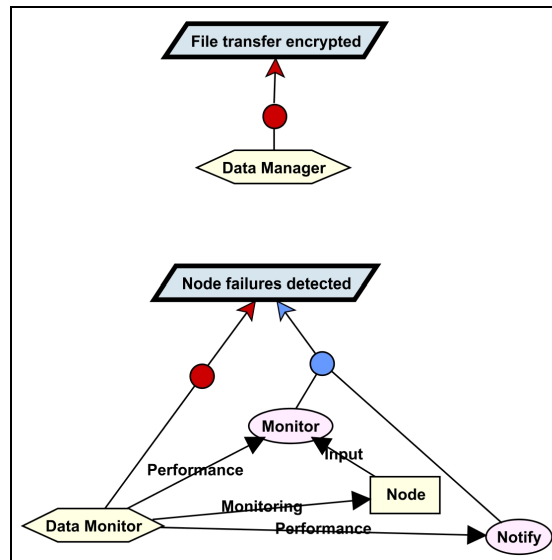 File transfer encrypted
Data Manager
Node failures detected
Monitor
Input
Performance
Node
Monitoring
Data Monitor
Performance
Notify